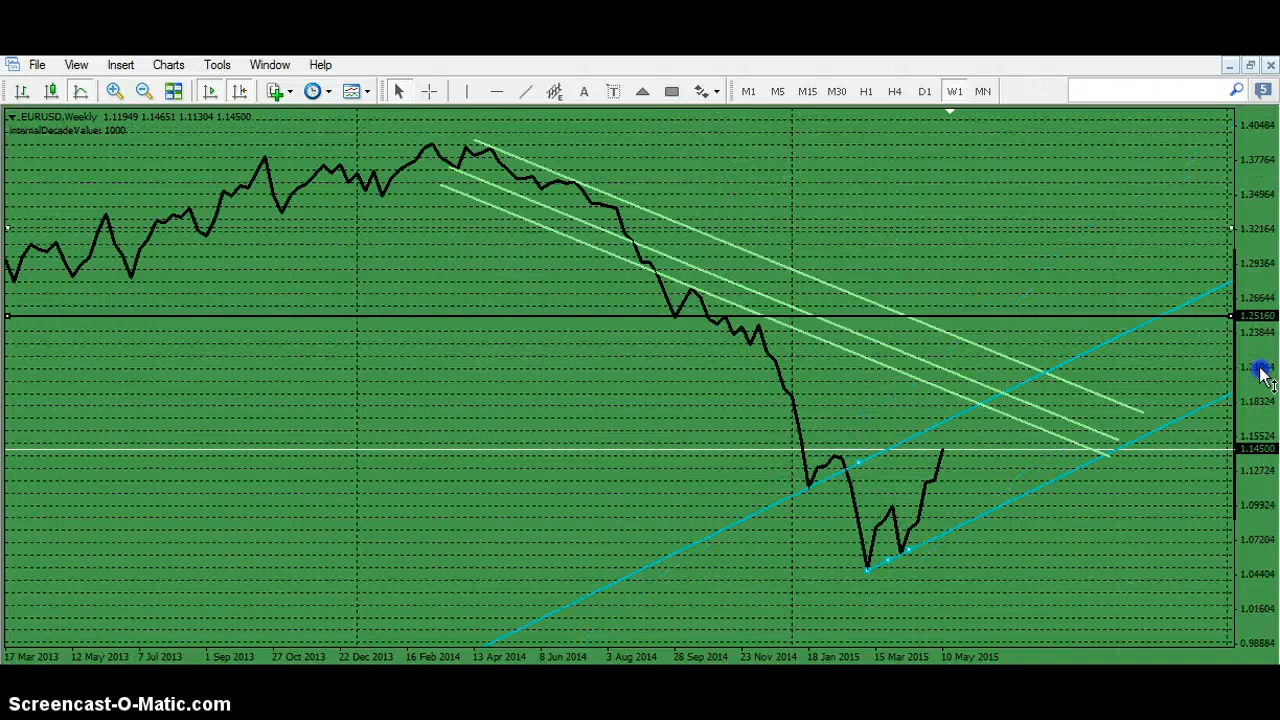 File View Insert Charts Tools Window Help
A T M1 M5 M15 M30 H1 H4 D1 W1 MN 5
.EURUSD,Weekly 1.11949 1.14651 1.11304 1.14500
InternalDecadeValue: 1000
1.40484
1.37764
1.34964
1.32164
1.29364
1.26644
1.25160
1.23844
1.18324
1.15524
1.14500
1.12724
1.09924
1.07204
1.04404
1.01604
0.98884
17 Mar 2013 12 May 2013 7 Jul 2013 1 Sep 2013 27 Oct 2013 22 Dec 2013 16 Feb 2014 13 Apr 2014 8 Jun 2014 3 Aug 2014 28 Sep 2014 23 Nov 2014 18 Jan 2015 15 Mar 2015 10 May 2015
Screencast-O-Matic.com